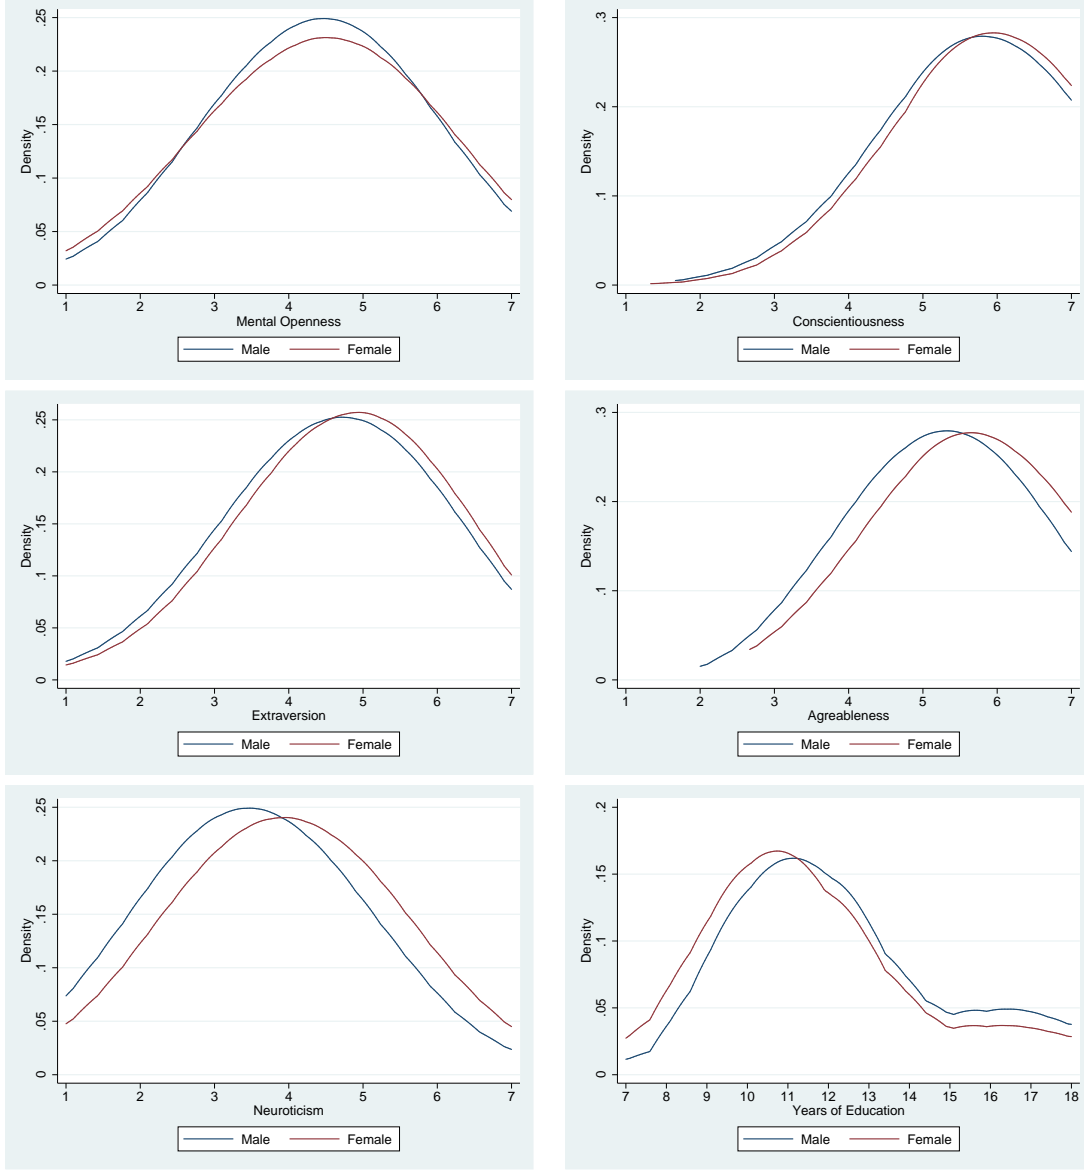 Density
0 .05 .1 .15 .2 .25
1 2 3 4 5 6 7
Mental Openness
Male Female
Density
0 .1 .2 .3
1 2 3 4 5 6 7
Conscientiousness
Male Female
Density
0 .05 .1 .15 .2 .25
1 2 3 4 5 6 7
Extraversion
Male Female
Density
0 .1 .2 .3
1 2 3 4 5 6 7
Agreableness
Male Female
Density
0 .05 .1 .15 .2 .25
1 2 3 4 5 6 7
Neuroticism
Male Female
Density
0 .05 .1 .15 .2
7 8 9 10 11 12 13 14 15 16 17 18
Years of Education
Male Female